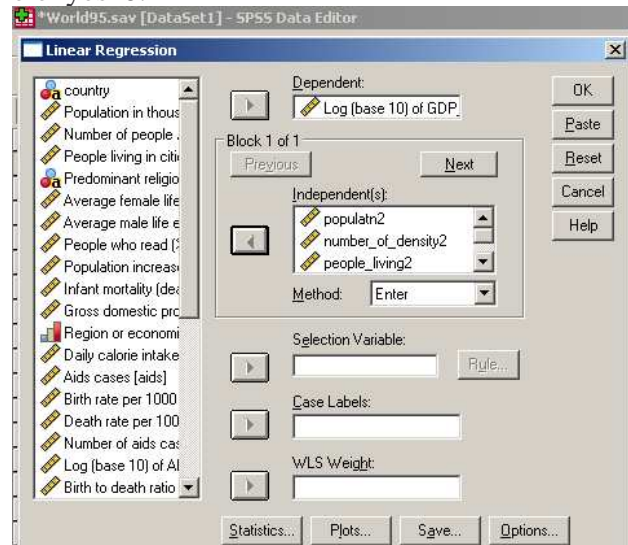 *World95.sav [DataSet1] - SPSS Data Editor
Linear Regression
country
Population in thous
Number of people .
People living in citi
Predominant religio
Average female life
Average male life e
People who read (%
Population increas
Infant mortality (dea
Gross domestic pro
Region or economi
Daily calorie intake
Aids cases [aids]
Birth rate per 1000
Death rate per 100
Number of aids cas
Log (base 10) of AI
Birth to death ratio
Dependent:
Log (base 10) of GDP_
Block 1 of 1
Previous
Next
Independent(s):
populatn2
number_of_density2
people_living2
Method:
Enter
Selection Variable:
Rule...
Case Labels:
WLS Weight:
Statistics...
Plots...
Save...
Options...
OK
Paste
Reset
Cancel
Help